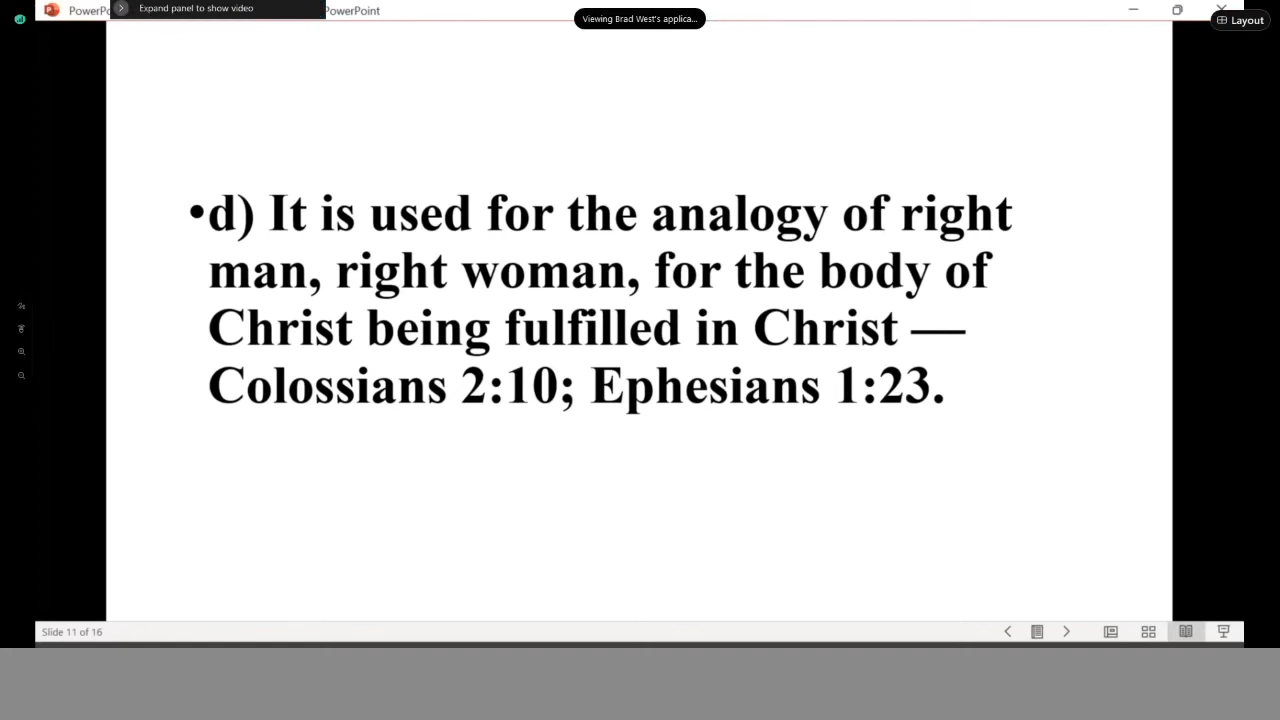 PowerPo
Expand panel to show video
PowerPoint
Viewing Brad West's applica...
Layout
•d) It is used for the analogy of right
man, right woman, for the body of
Christ being fulfilled in Christ —
Colossians 2:10; Ephesians 1:23.
Slide 11 of 16